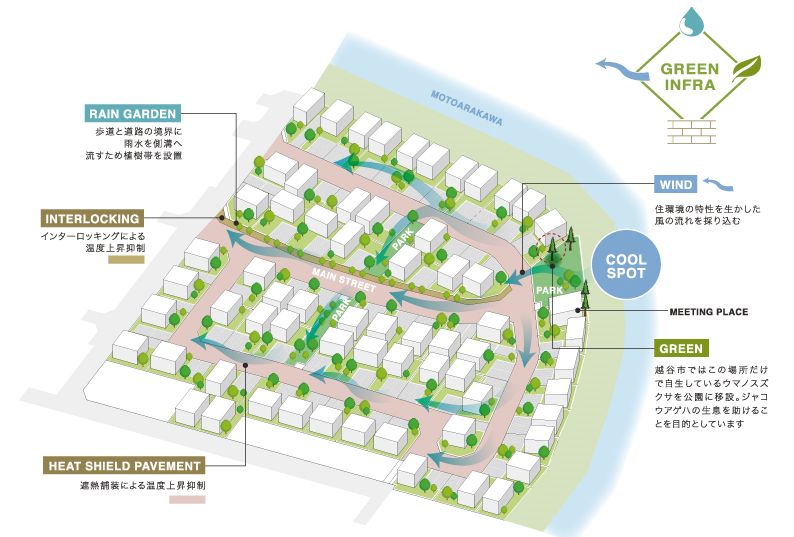 GREEN
INFRA
MOTOARAKAWA
RAIN GARDEN
歩道と道路の境界に
雨水を側溝へ
流すため植樹帯を設置
WIND
住環境の特性を生かした
風の流れを採り込む
INTERLOCKING
インターロッキングによる
温度上昇抑制
PARK
COOL
SPOT
MAIN STREET
PARK
PARK
MEETING PLACE
GREEN
越谷市ではこの場所だけ
で自生しているウマノスズ
クサを公園に移設。ジャコ
ウアゲハの生息を助けるこ
とを目的としています
HEAT SHIELD PAVEMENT
遮熱舗装による温度上昇抑制